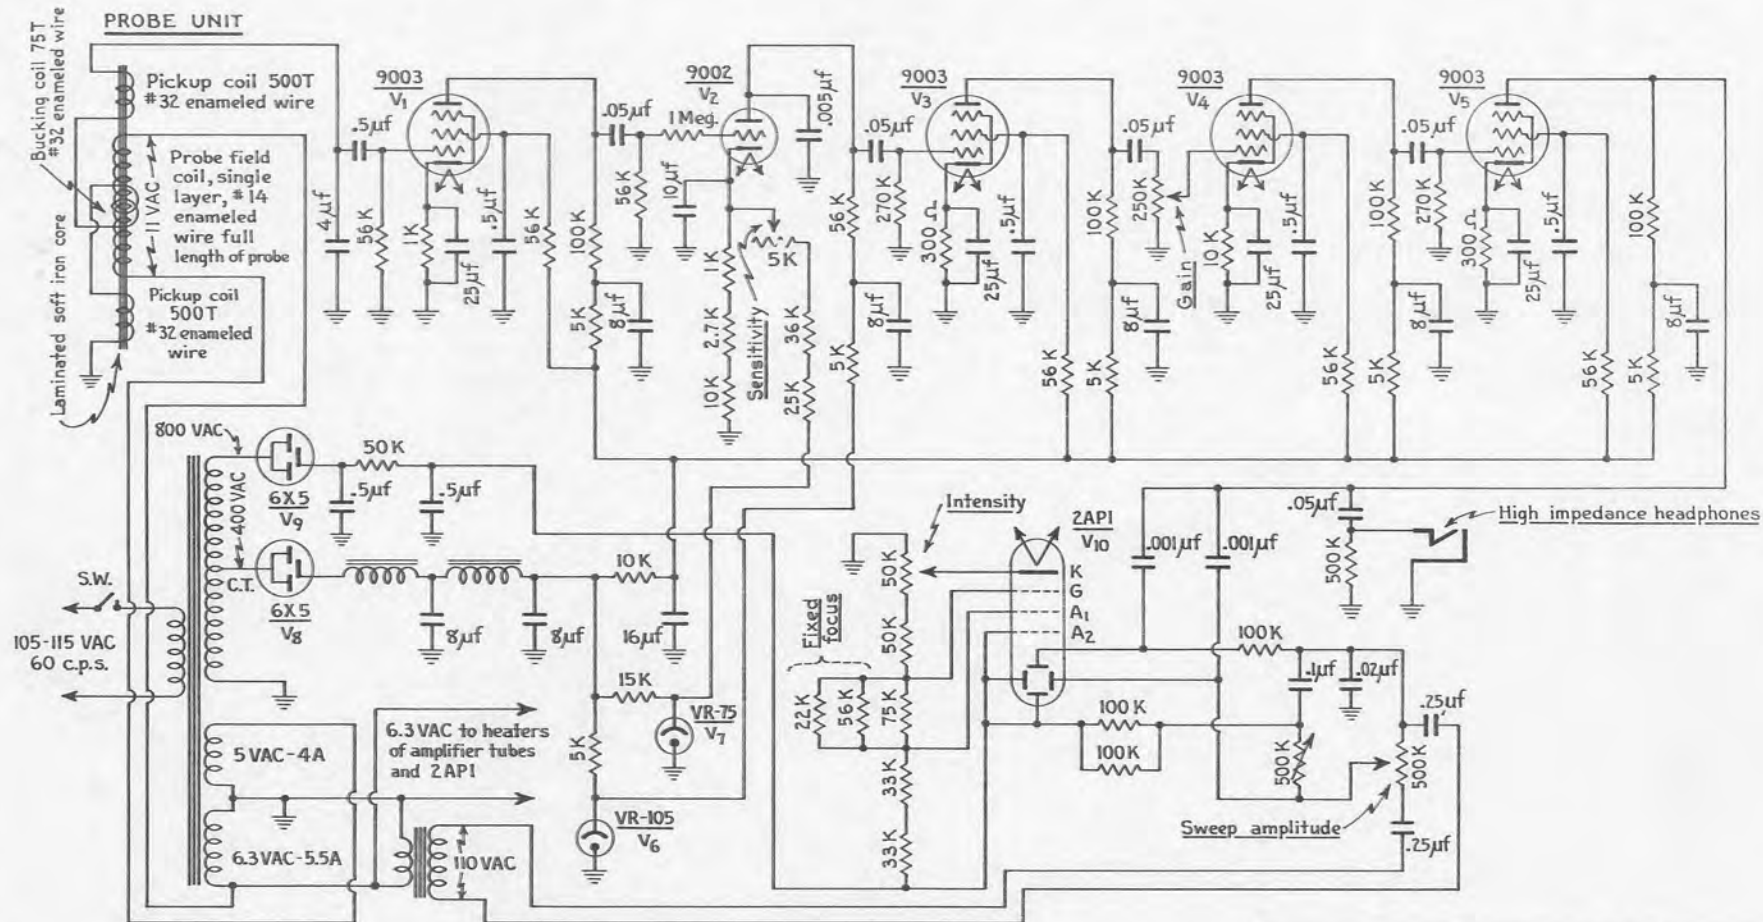 PROBE UNIT
Bucking coil 75T
#32 enameled wire
Pickup coil 500T
#32 enameled wire
Probe field
coil, single
layer, #14
enameled
wire full
length of probe
11 VAC
Pickup coil
500T
#32 enameled
wire
Laminated soft iron core
4µf
.5µf
56K
9003
V1
1K
25µf
.5µf
56K
100K
5K
8µf
.05µf
56K
1 Meg.
9002
V2
10µf
.005µf
1K
2.7K
10K
5K
Sensitivity
36K
25K
56K
5K
8µf
.05µf
270K
9003
V3
300Ω
25µf
.5µf
56K
100K
5K
8µf
.05µf
250K
Gain
9003
V4
10K
25µf
.5µf
56K
100K
5K
8µf
.05µf
270K
9003
V5
300Ω
25µf
.5µf
56K
100K
5K
8µf
800 VAC
400 VAC
C.T.
6X5
V9
50K
.5µf
.5µf
6X5
V8
8µf
8µf
10K
16µf
15K
5K
VR-75
V7
VR-105
V6
S.W.
105-115 VAC
60 c.p.s.
5 VAC-4A
6.3 VAC-5.5A
6.3 VAC to heaters
of amplifier tubes
and 2AP1
110 VAC
Intensity
50K
50K
Fixed
focus
22K
56K
75K
33K
33K
2AP1
V10
K
G
A1
A2
.001µf
.001µf
.05µf
500K
High impedance headphones
100K
.1µf
.02µf
100K
100K
500K
.25µf
500K
Sweep amplitude
.25µf